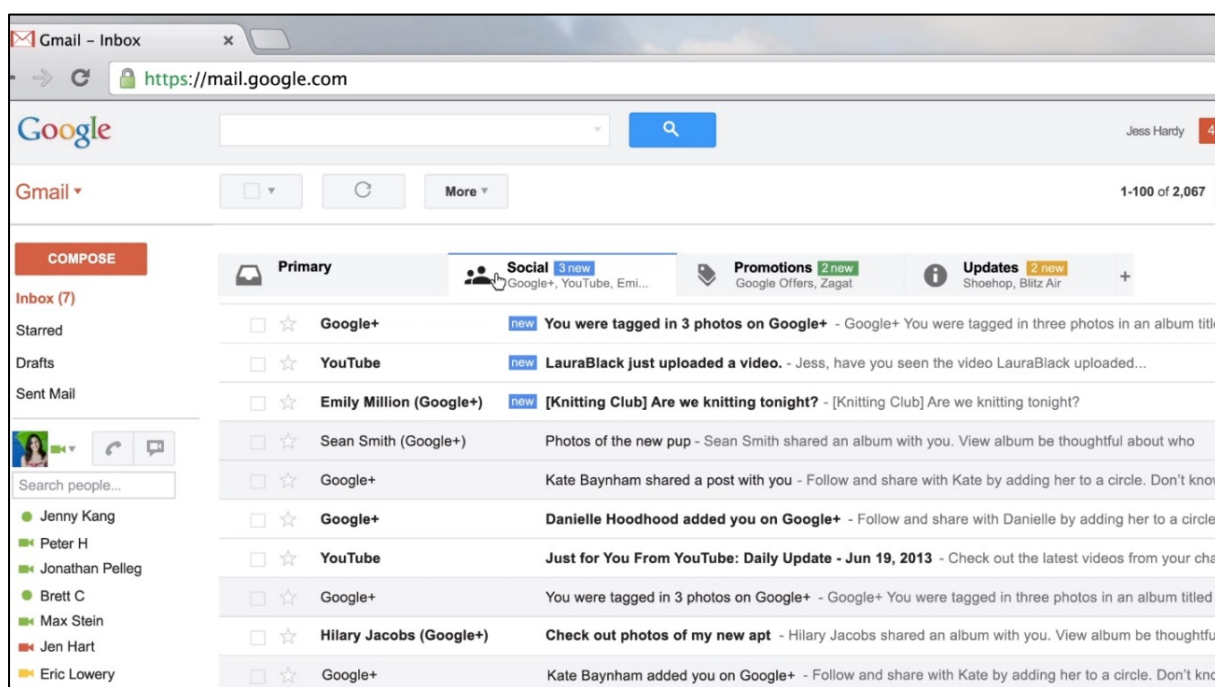 Gmail – Inbox
https://mail.google.com
Google
Jess Hardy 4
Gmail
More
1-100 of 2,067
COMPOSE
Primary
Social 3 new
Google+, YouTube, Emi...
Promotions 2 new
Google Offers, Zagat
Updates 2 new
Shoehop, Blitz Air
+
Inbox (7)
Starred
Drafts
Sent Mail
Search people...
Jenny Kang
Peter H
Jonathan Pelleg
Brett C
Max Stein
Jen Hart
Eric Lowery
Google+ new You were tagged in 3 photos on Google+ - Google+ You were tagged in three photos in an album titl
YouTube new LauraBlack just uploaded a video. - Jess, have you seen the video LauraBlack uploaded...
Emily Million (Google+) new [Knitting Club] Are we knitting tonight? - [Knitting Club] Are we knitting tonight?
Sean Smith (Google+) Photos of the new pup - Sean Smith shared an album with you. View album be thoughtful about who
Google+ Kate Baynham shared a post with you - Follow and share with Kate by adding her to a circle. Don't know
Google+ Danielle Hoodhood added you on Google+ - Follow and share with Danielle by adding her to a circle
YouTube Just for You From YouTube: Daily Update - Jun 19, 2013 - Check out the latest videos from your cha
Google+ You were tagged in 3 photos on Google+ - Google+ You were tagged in three photos in an album titled
Hilary Jacobs (Google+) Check out photos of my new apt - Hilary Jacobs shared an album with you. View album be thoughtfu
Google+ Kate Baynham added you on Google+ - Follow and share with Kate by adding her to a circle. Don't kno